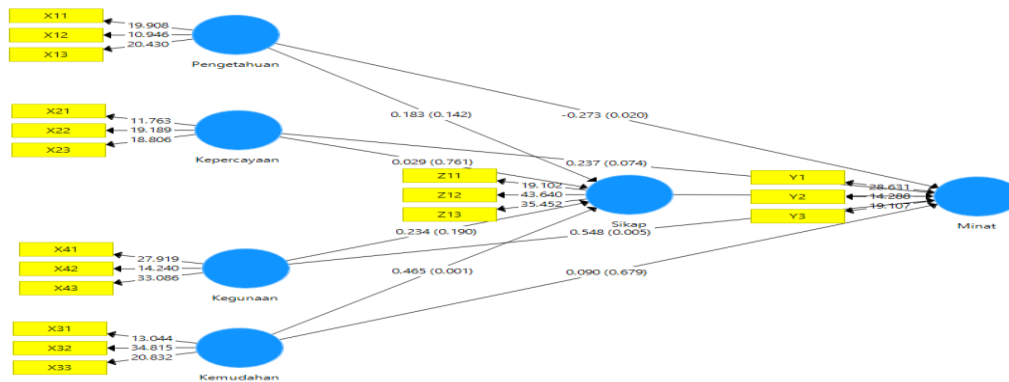 X11
19.908
X12
10.946
X13
20.430
Pengetahuan
0.183 (0.142)
-0.273 (0.020)
X21
11.763
X22
19.189
X23
18.806
Kepercayaan
0.029 (0.761)
0.237 (0.074)
Z11
19.102
Z12
43.640
Z13
35.452
Sikap
Y1
28.631
Y2
14.288
Y3
19.107
Minat
0.234 (0.190)
0.548 (0.005)
X41
27.919
X42
14.240
X43
33.086
Kegunaan
0.465 (0.001)
0.090 (0.679)
X31
13.044
X32
34.815
X33
20.832
Kemudahan